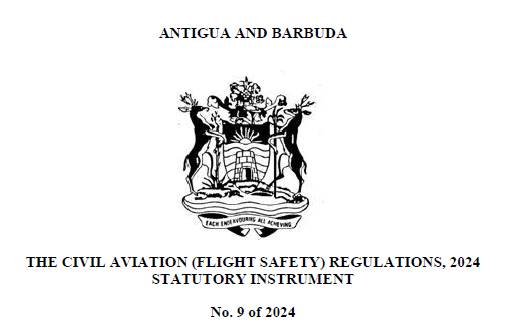 ANTIGUA AND BARBUDA
EACH ENDEAVOURING ALL ACHIEVING
THE CIVIL AVIATION (FLIGHT SAFETY) REGULATIONS, 2024
STATUTORY INSTRUMENT
No. 9 of 2024